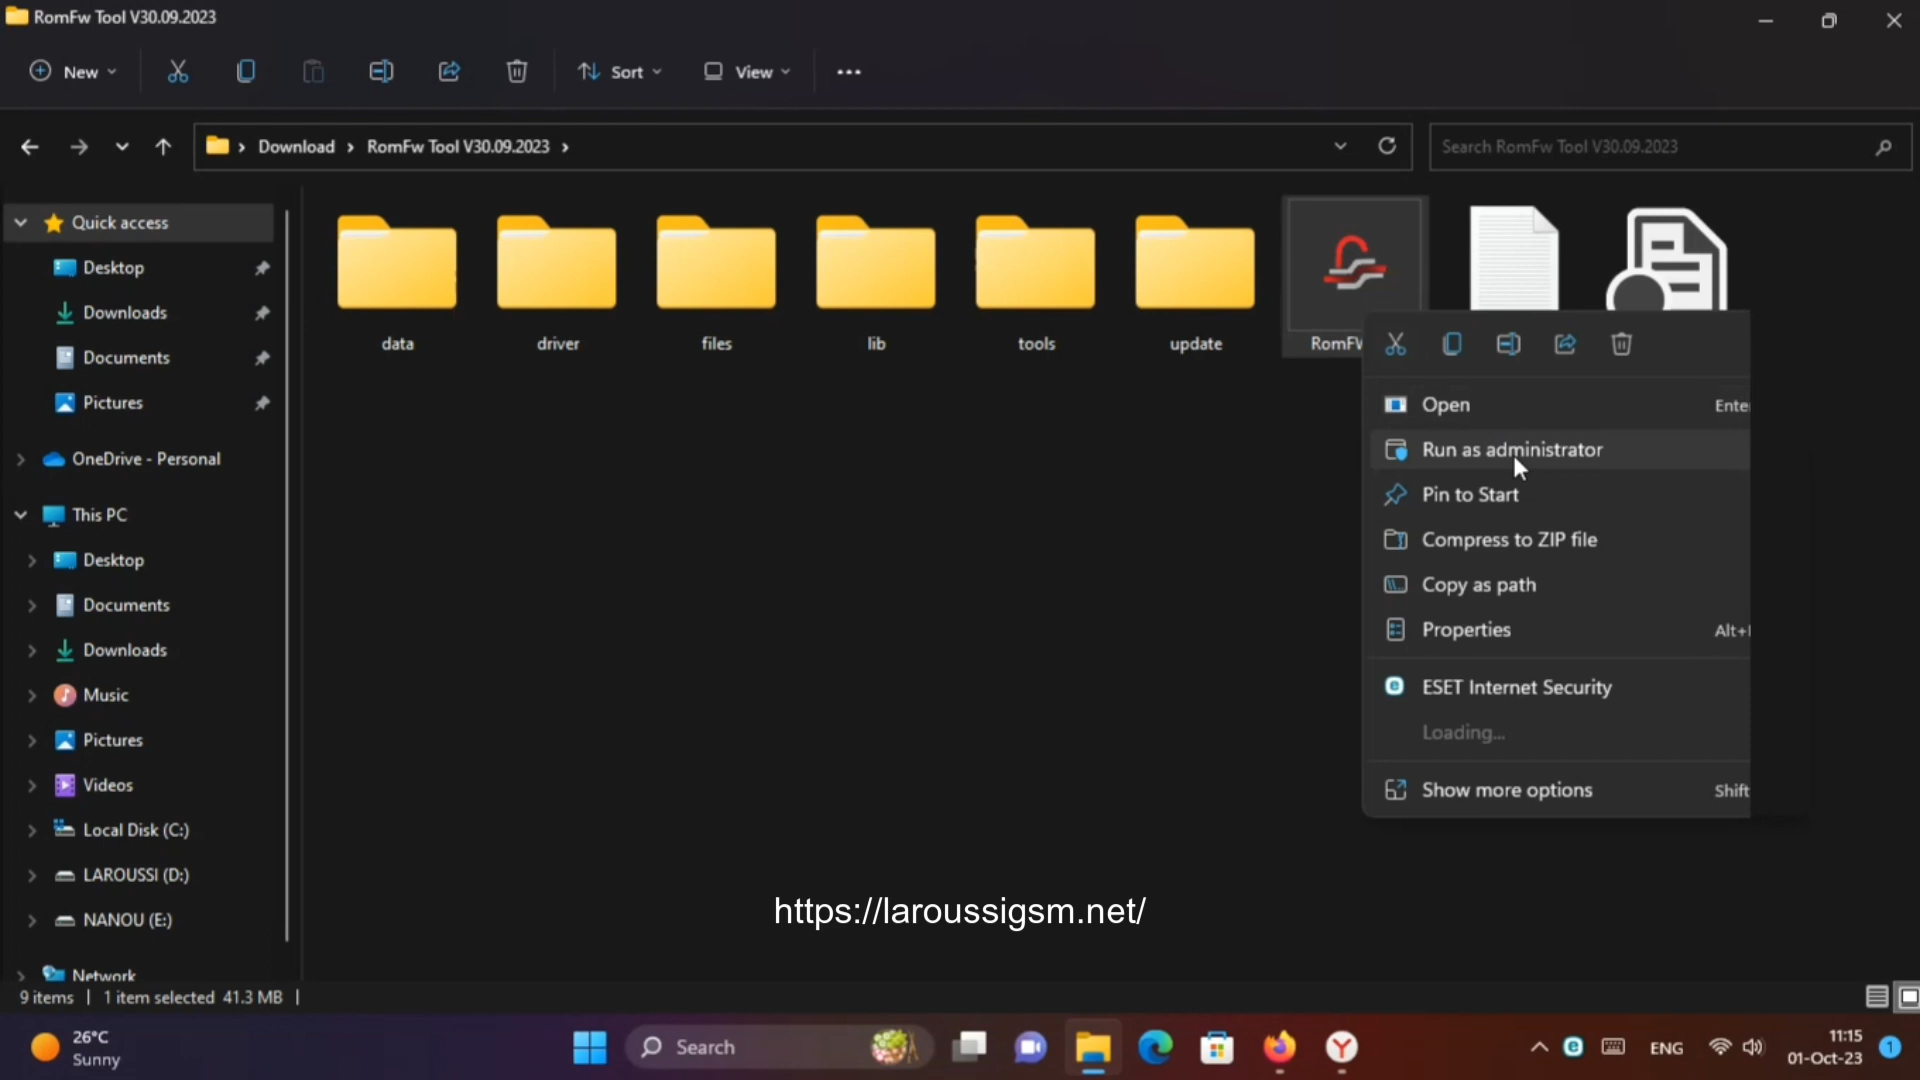 RomFw Tool V30.09.2023
New
Sort
View
Download
RomFw Tool V30.09.2023
Search RomFw Tool V30.09.2023
Quick access
Desktop
Downloads
Documents
Pictures
OneDrive - Personal
This PC
Desktop
Documents
Downloads
Music
Pictures
Videos
Local Disk (C:)
LAROUSSI (D:)
NANOU (E:)
Network
data
driver
files
lib
tools
update
RomFW
Open Enter
Run as administrator
Pin to Start
Compress to ZIP file
Copy as path
Properties Alt+
ESET Internet Security
Loading...
Show more options Shift
https://laroussigsm.net/
9 items | 1 item selected 41.3 MB |
26°C
Sunny
Search
ENG
11:15
01-Oct-23
1